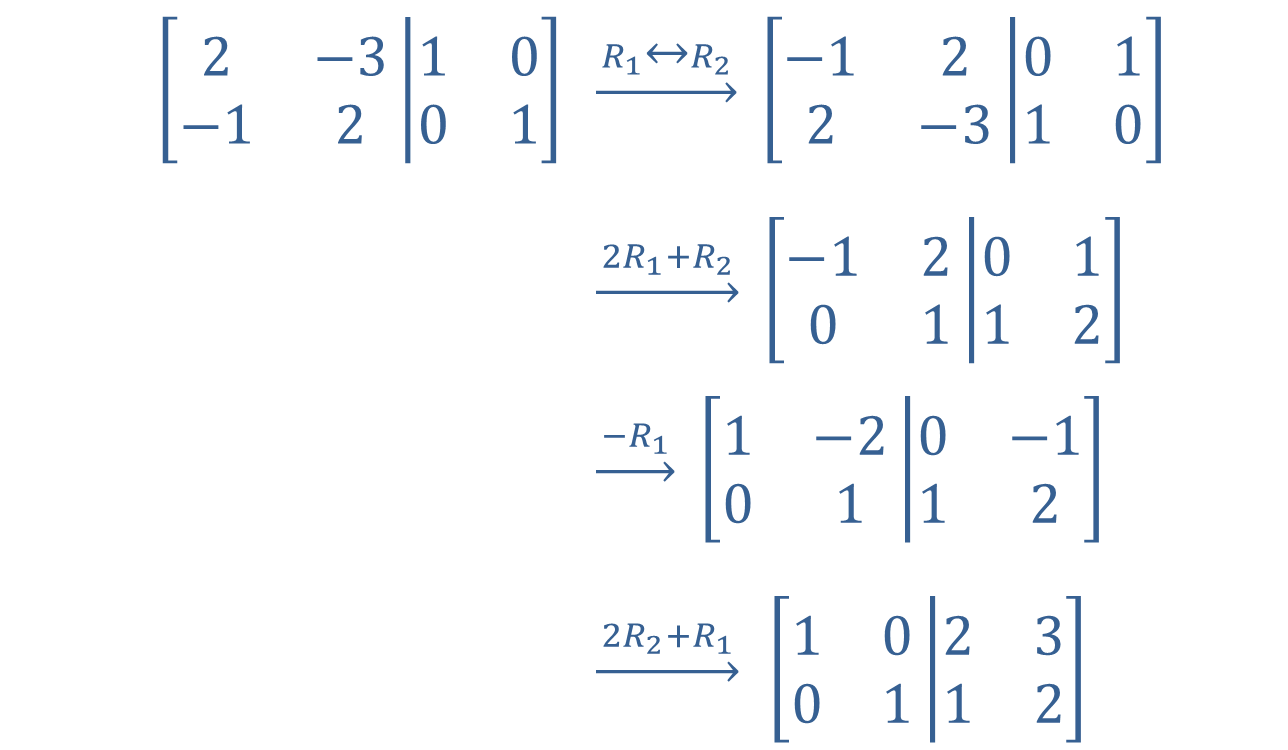 [ 2 −3 | 1 0 ] R₁↔R₂ [ −1 2 | 0 1 ]
[ −1 2 | 0 1 ] ⟶ [ 2 −3 | 1 0 ]
2R₁+R₂ [ −1 2 | 0 1 ]
⟶ [ 0 1 | 1 2 ]
−R₁ [ 1 −2 | 0 −1 ]
⟶ [ 0 1 | 1 2 ]
2R₂+R₁ [ 1 0 | 2 3 ]
⟶ [ 0 1 | 1 2 ]